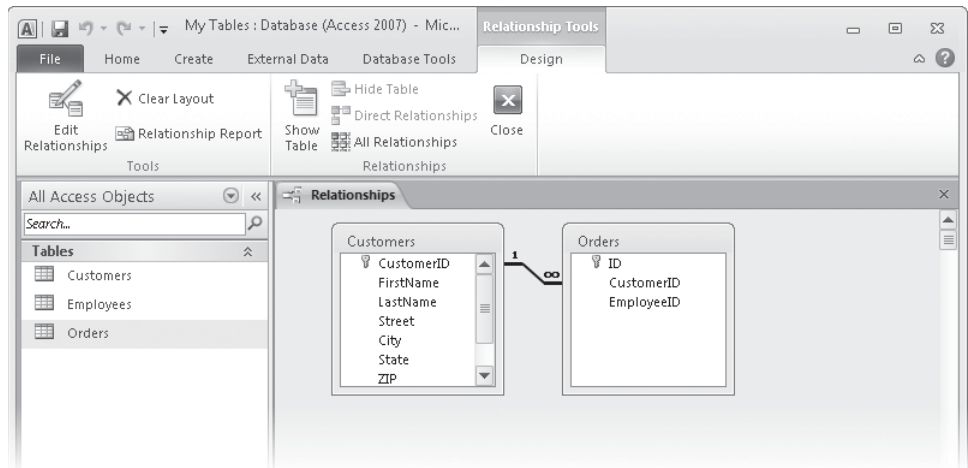 A My Tables : Database (Access 2007) - Mic... Relationship Tools
File Home Create External Data Database Tools Design
Edit Relationships
Clear Layout
Relationship Report
Tools
Show Table
Hide Table
Direct Relationships
All Relationships
Relationships
Close
All Access Objects
Search...
Tables
Customers
Employees
Orders
Relationships
Customers
CustomerID
FirstName
LastName
Street
City
State
ZIP
1 ∞
Orders
ID
CustomerID
EmployeeID